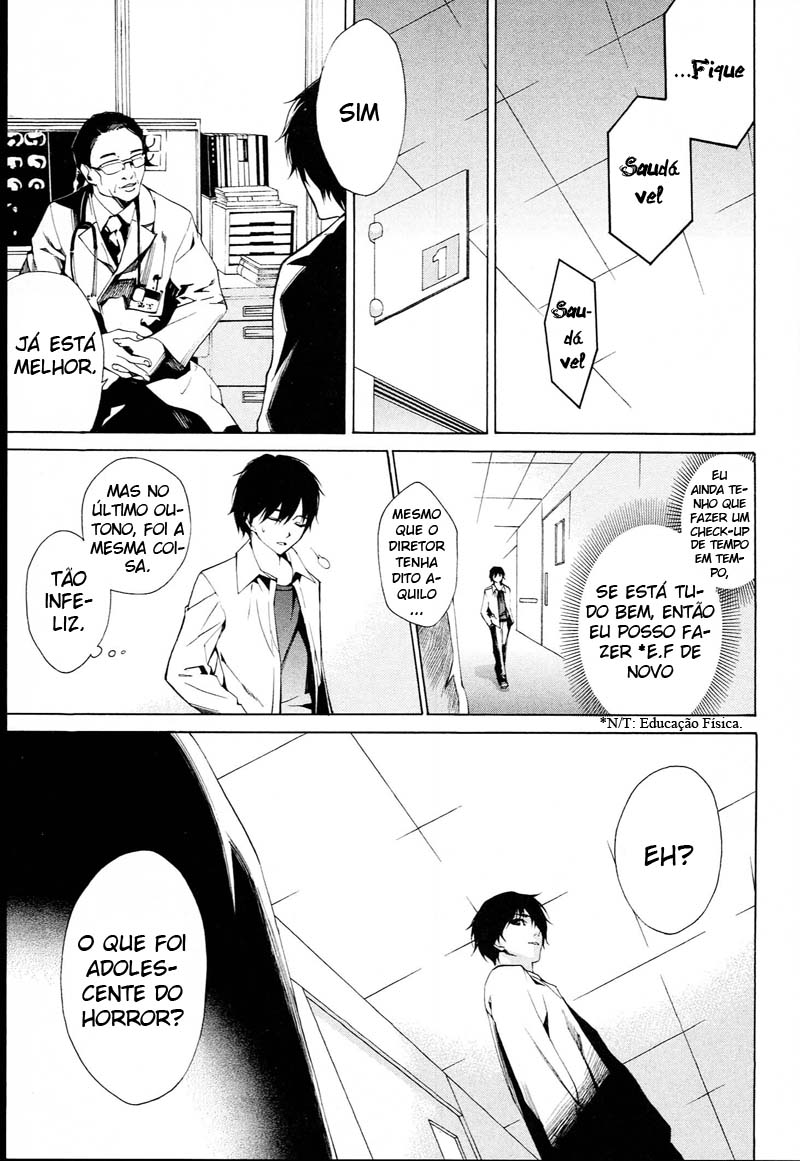 ...Fique
Saudá
vel
Sau-
dá
vel
SIM
JÁ ESTÁ
MELHOR.
EU
AINDA TE-
NHO QUE
FAZER UM
CHECK-UP
DE TEMPO
EM TEM-
PO,
SE ESTÁ TU-
DO BEM, ENTÃO
EU POSSO FA-
ZER *E.F DE
NOVO
*N/T: Educação Física.
MESMO
QUE O
DIRETOR
TENHA
DITO A-
QUILO
...
MAS NO
ÚLTIMO OU-
TONO, FOI A
MESMA COI-
SA.
TÃO
INFE-
LIZ.
EH?
O QUE FOI
ADOLES-
CENTE DO
HORROR?
1